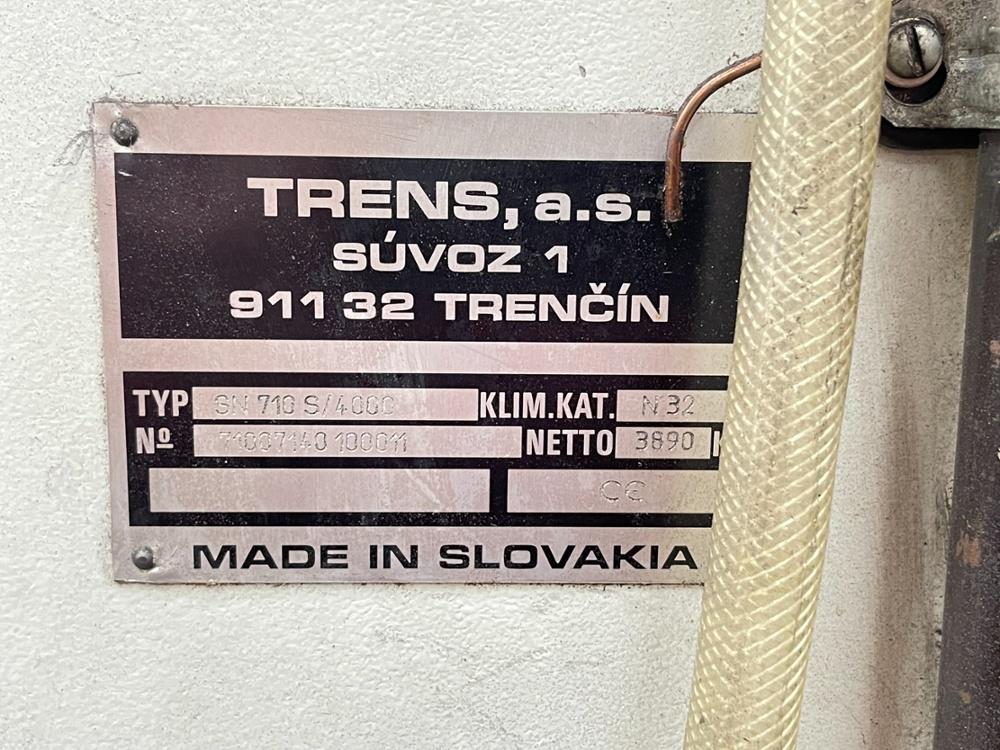 TRENS, a.s.
SÚVOZ 1
911 32 TRENČÍN
TYP SN 710 S/4000 KLIM.KAT. N 32
Nº 71007140100011 NETTO 3890
CE
MADE IN SLOVAKIA